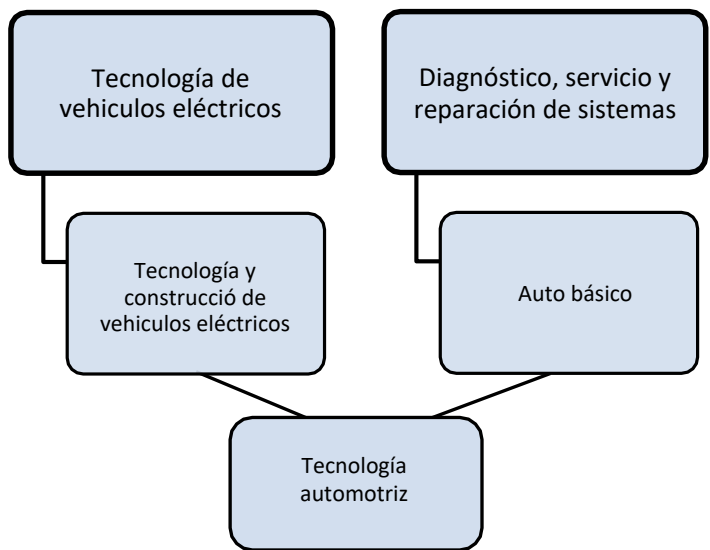 Tecnología de
vehiculos eléctricos
Diagnóstico, servicio y
reparación de sistemas
Tecnología y
construcció de
vehiculos eléctricos
Auto básico
Tecnología
automotriz